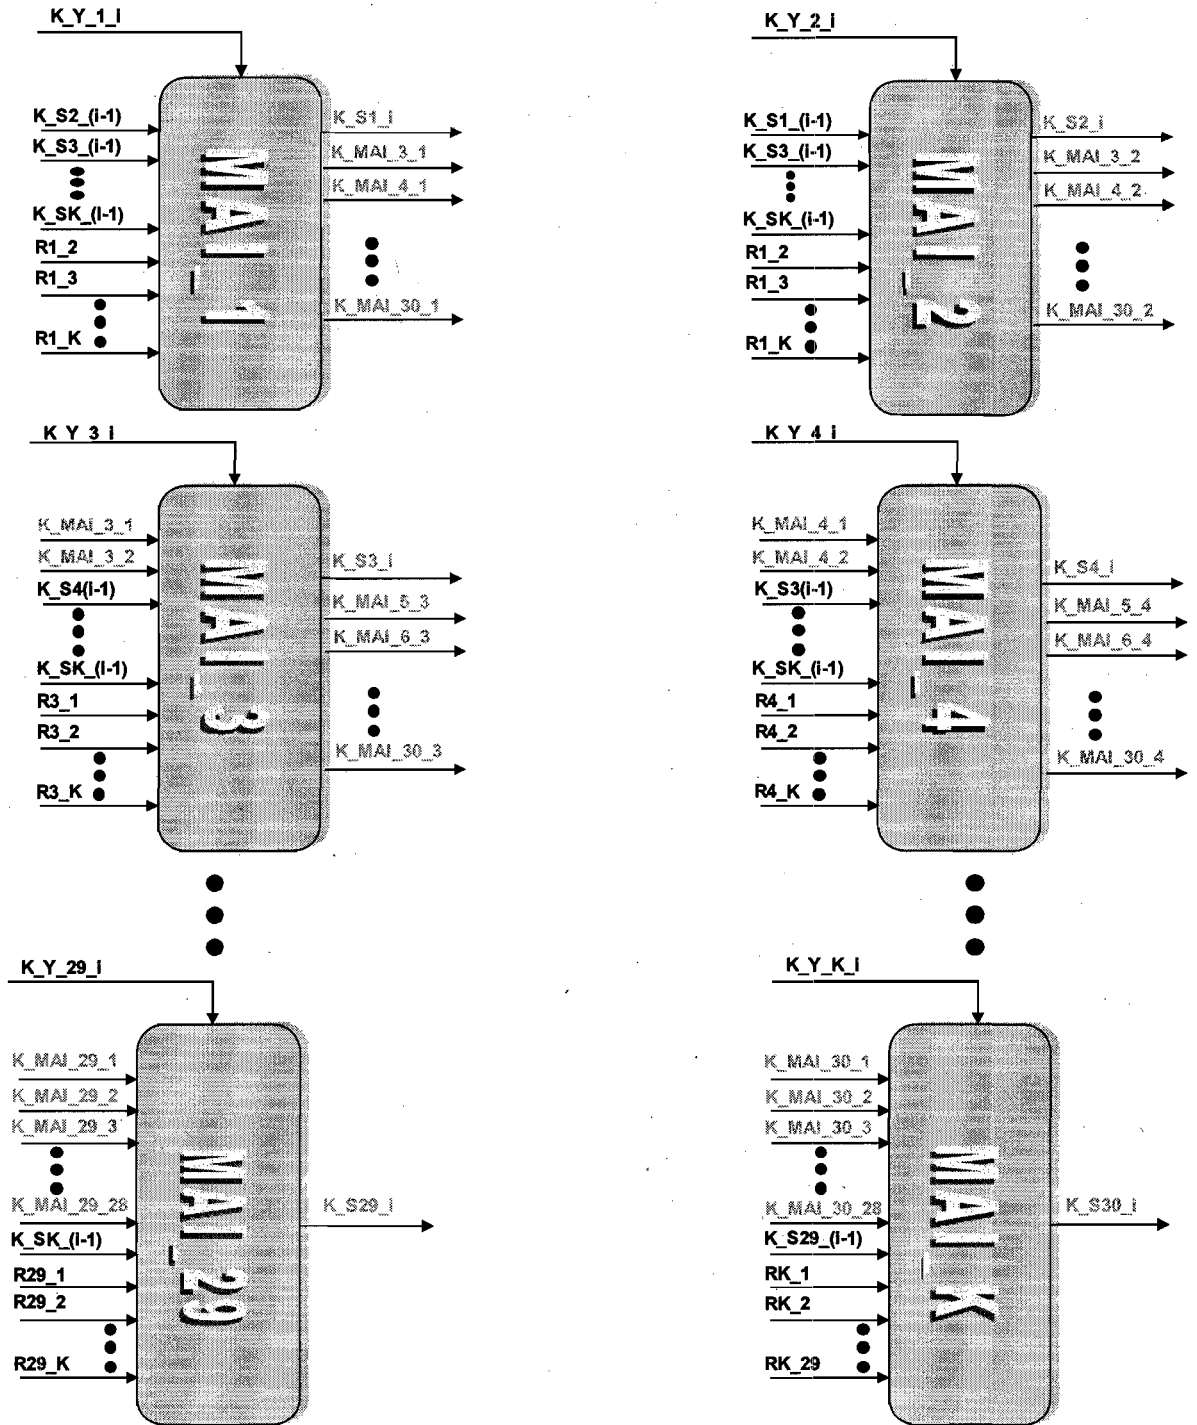 K_Y_1_i
K_S2_(i-1)
K_S3_(i-1)
K_SK_(i-1)
R1_2
R1_3
R1_K
MAI_1
K_S1_i
K_MAI_3_1
K_MAI_4_1
K_MAI_30_1
K_Y_2_i
K_S1_(i-1)
K_S3_(i-1)
K_SK_(i-1)
R1_2
R1_3
R1_K
MAI_2
K_S2_i
K_MAI_3_2
K_MAI_4_2
K_MAI_30_2
K_Y_3_i
K_MAI_3_1
K_MAI_3_2
K_S4(i-1)
K_SK_(i-1)
R3_1
R3_2
R3_K
MAI_3
K_S3_i
K_MAI_5_3
K_MAI_6_3
K_MAI_30_3
K_Y_4_i
K_MAI_4_1
K_MAI_4_2
K_S3(i-1)
K_SK_(i-1)
R4_1
R4_2
R4_K
MAI_4
K_S4_i
K_MAI_5_4
K_MAI_6_4
K_MAI_30_4
K_Y_29_i
K_MAI_29_1
K_MAI_29_2
K_MAI_29_3
K_MAI_29_28
K_SK_(i-1)
R29_1
R29_2
R29_K
MAI_29
K_S29_i
K_Y_K_i
K_MAI_30_1
K_MAI_30_2
K_MAI_30_3
K_MAI_30_28
K_S29_(i-1)
RK_1
RK_2
RK_29
MAI_K
K_S30_i